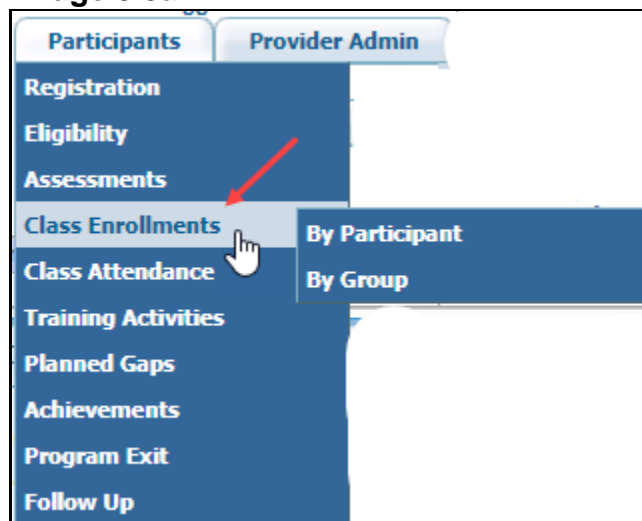 Participants Provider Admin
Registration
Eligibility
Assessments
Class Enrollments
By Participant
Class Attendance
By Group
Training Activities
Planned Gaps
Achievements
Program Exit
Follow Up